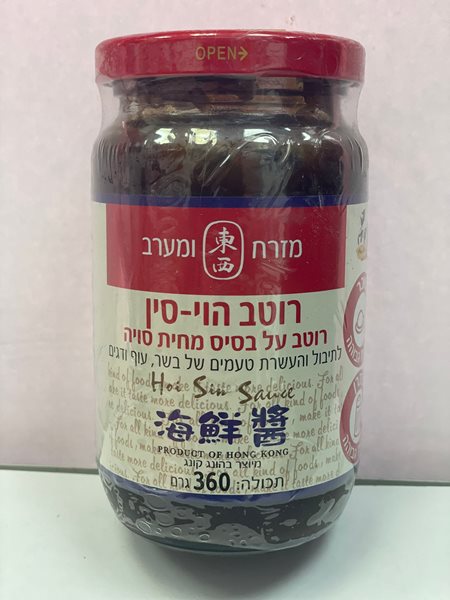 OPEN→
מזרח 東西 ומערב
רוטב הוי-סין
רוטב על בסיס מחית סויה
לתיבול והעשרת טעמים של בשר, עוף ודגים
Hoi Sin Sauce
海鮮醬
PRODUCT OF HONG KONG
מיוצר בהונג קונג
תכולה: 360 גרם